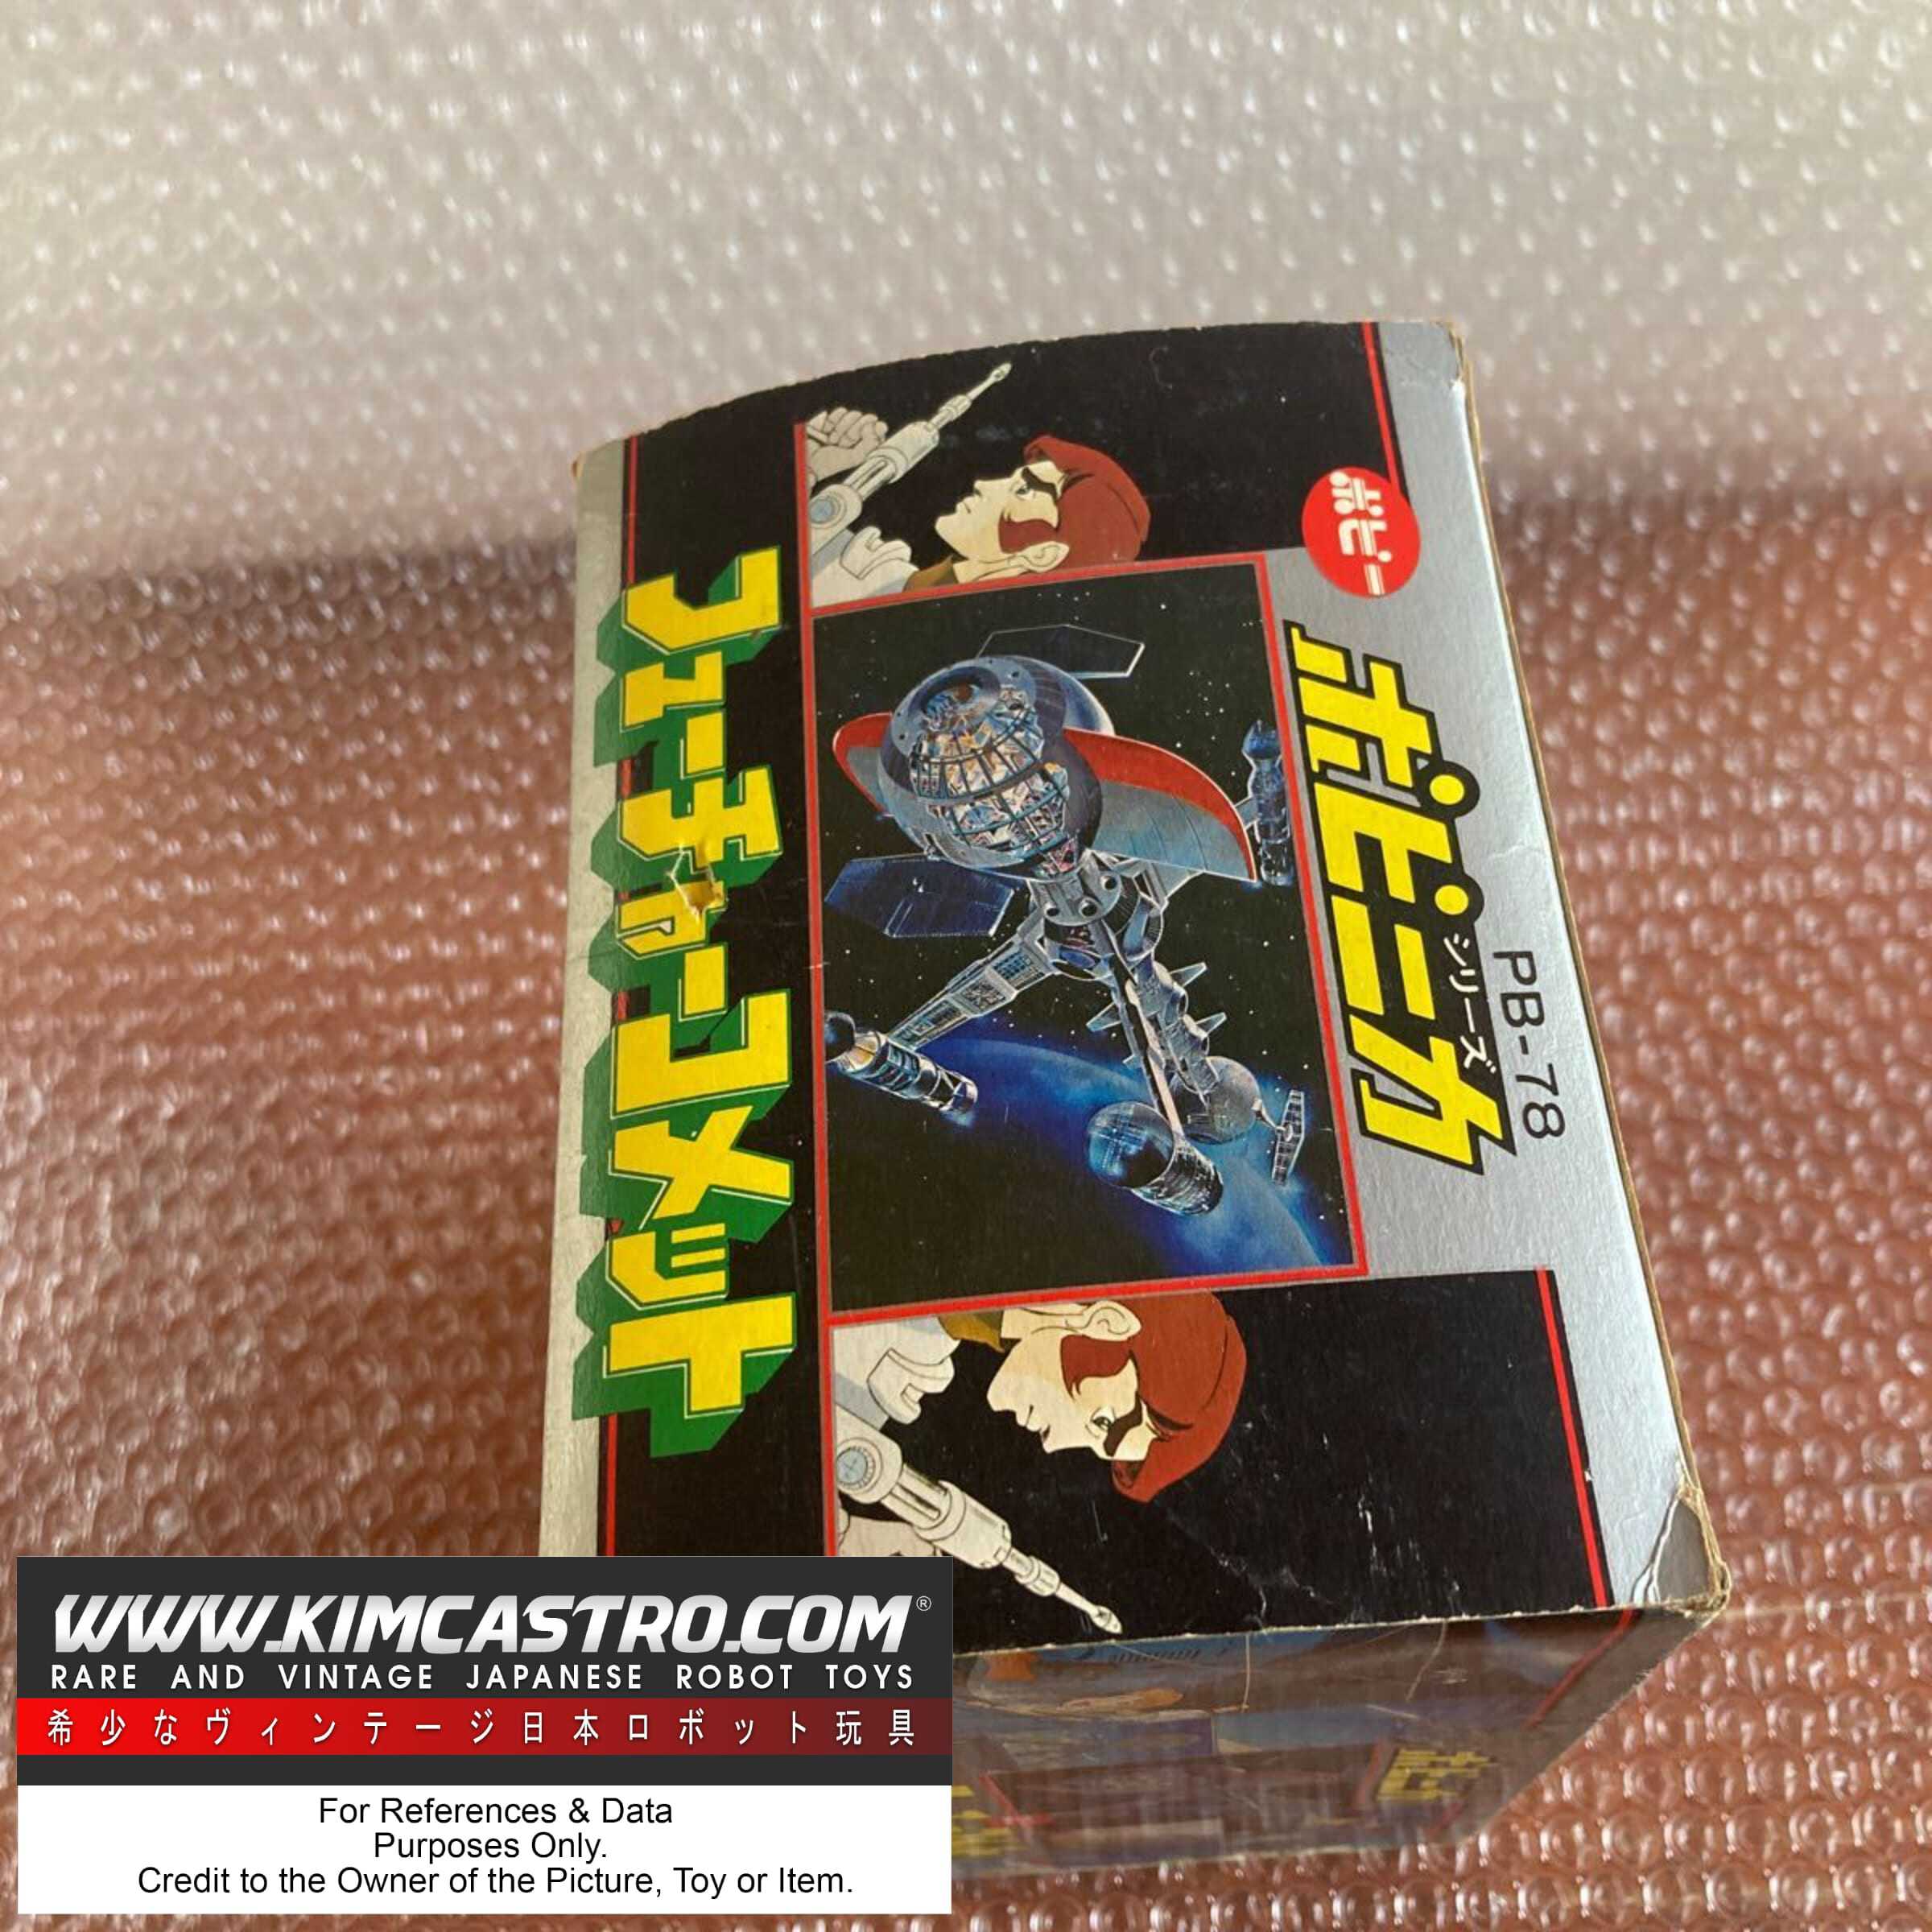 ポピー
PB-78
ポピニカ
シリーズ
フューチャーコメット
WWW.KIMCASTRO.COM®
RARE AND VINTAGE JAPANESE ROBOT TOYS
希少なヴィンテージ日本ロボット玩具
For References & Data
Purposes Only.
Credit to the Owner of the Picture, Toy or Item.